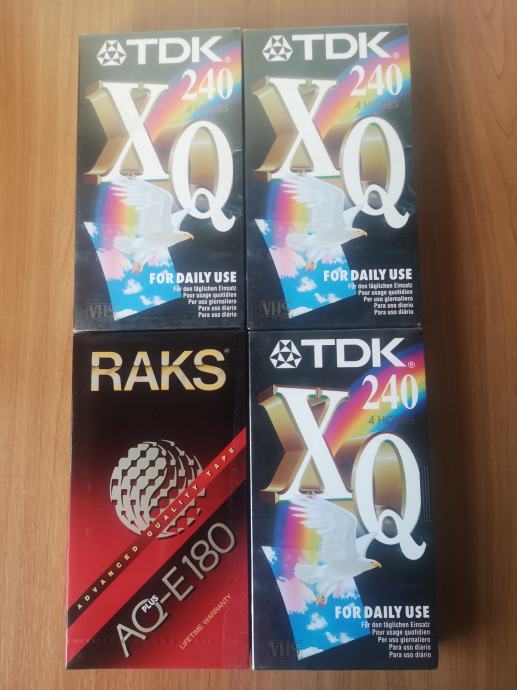 TDK®
240
4 HOURS
XQ
FOR DAILY USE
Für den täglichen Einsatz
Pour usage quotidien
Per uso giornaliero
Para uso diario
Para uso diário
VHS
TDK®
240
4 HOURS
XQ
FOR DAILY USE
Für den täglichen Einsatz
Pour usage quotidien
Per uso giornaliero
Para uso diario
Para uso diário
VHS
RAKS®
ADVANCED QUALITY TAPE
AQ PLUS-E180
LIFETIME WARRANTY
TDK®
240
4 HOURS
XQ
FOR DAILY USE
Für den täglichen Einsatz
Pour usage quotidien
Per uso giornaliero
Para uso diario
Para uso diário
VHS